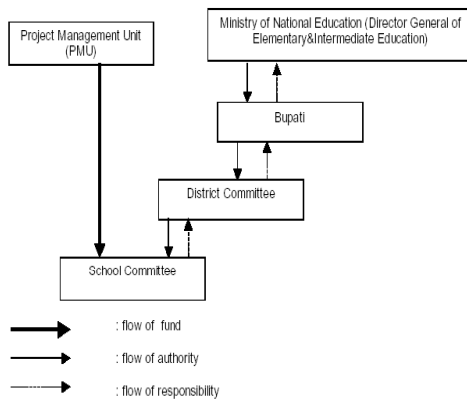 Project Management Unit
(PMU)
Ministry of National Education (Director General of
Elementary&Intermediate Education)
Bupati
District Committee
School Committee
: flow of fund
: flow of authority
: flow of responsibility